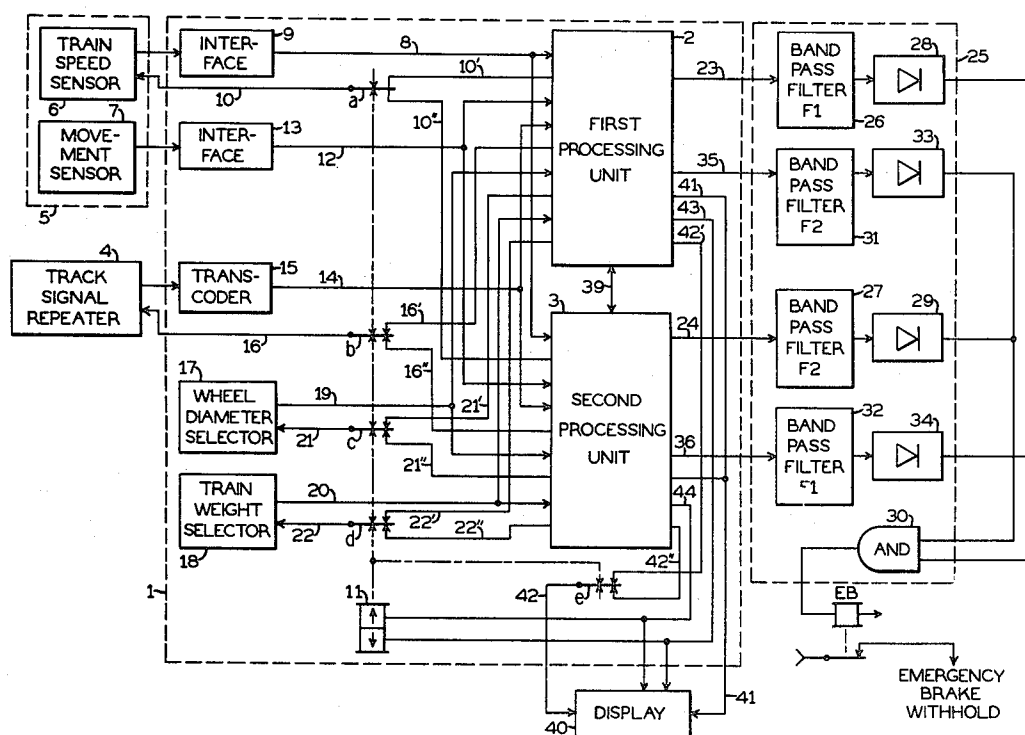 TRAIN
SPEED
SENSOR
6
7
MOVE-
MENT
SENSOR
5
9
INTER-
FACE
8
10
a
10'
10"
13
INTER-
FACE
12
2
FIRST
PROCESSING
UNIT
23
35
41
43
42'
4
TRACK
SIGNAL
REPEATER
15
TRANS-
CODER
14
16
b
16'
16"
39
3
SECOND
PROCESSING
UNIT
24
36
44
42"
17
WHEEL
DIAMETER
SELECTOR
19
21
c
21'
21"
TRAIN
WEIGHT
SELECTOR
18
20
22
d
22'
22"
1
11
42
e
41
DISPLAY
40
BAND
PASS
FILTER
F1
26
28
25
BAND
PASS
FILTER
F2
31
33
BAND
PASS
FILTER
F2
27
29
BAND
PASS
FILTER
F1
32
34
30
AND
EB
EMERGENCY
BRAKE
WITHHOLD